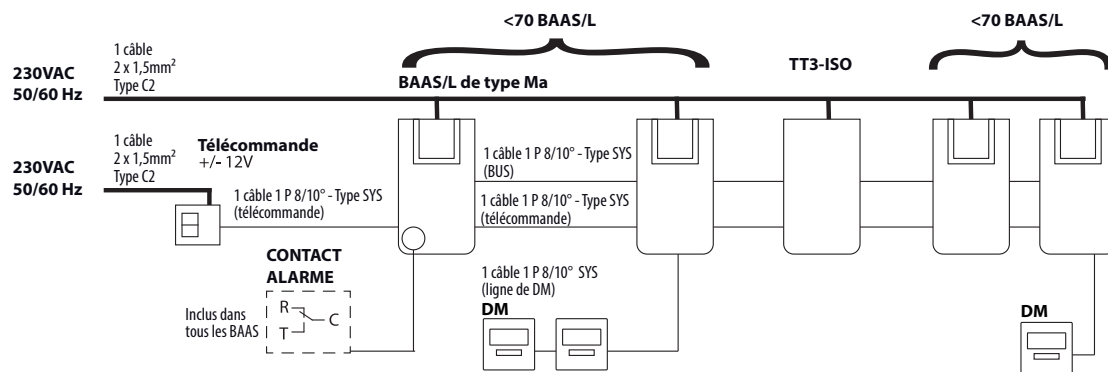 <70 BAAS/L
<70 BAAS/L
230VAC
50/60 Hz
1 câble
2 x 1,5mm²
Type C2
BAAS/L de type Ma
TT3-ISO
230VAC
50/60 Hz
1 câble
2 x 1,5mm²
Type C2
Télécommande
+/- 12V
1 câble 1 P 8/10° - Type SYS
(télécommande)
1 câble 1 P 8/10° - Type SYS
(BUS)
1 câble 1 P 8/10° - Type SYS
(télécommande)
CONTACT
ALARME
Inclus dans
tous les BAAS
R
T
C
1 câble 1 P 8/10° SYS
(ligne de DM)
DM
DM